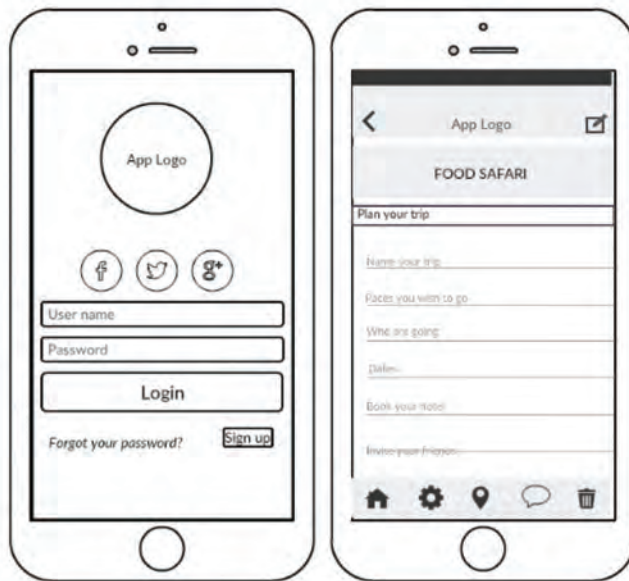 App Logo
f
g+
User name
Password
Login
Forgot your password?
Sign up
App Logo
FOOD SAFARI
Plan your trip
Name your trip
Places you wish to go
Who are going
Dates
Book your hotel
Invite your friends